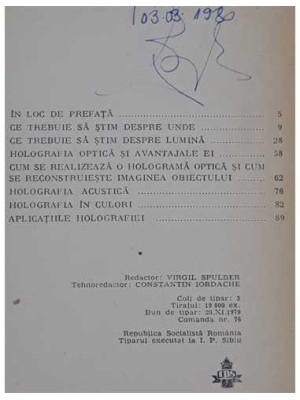 03.03.1980
ÎN LOC DE PREFAȚĂ 5
CE TREBUIE SĂ ȘTIM DESPRE UNDE 9
CE TREBUIE SĂ ȘTIM DESPRE LUMINĂ 28
HOLOGRAFIA OPTICĂ ȘI AVANTAJALE EI 58
CUM SE REALIZEAZĂ O HOLOGRAMĂ OPTICĂ ȘI CUM
SE RECONSTRUIEȘTE IMAGINEA OBIECTULUI 62
HOLOGRAFIA ACUSTICĂ 76
HOLOGRAFIA ÎN CULORI 82
APLICAȚIILE HOLOGRAFIEI 89
Redactor: VIRGIL SPULBER
Tehnoredactor: CONSTANTIN IORDACHE
Coli de tipar: 3
Tirajul: 19 000 ex.
Bun de tipar: 20.XI.1979
Comanda nr. 76
Republica Socialistă România
Tiparul executat la I. P. Sibiu